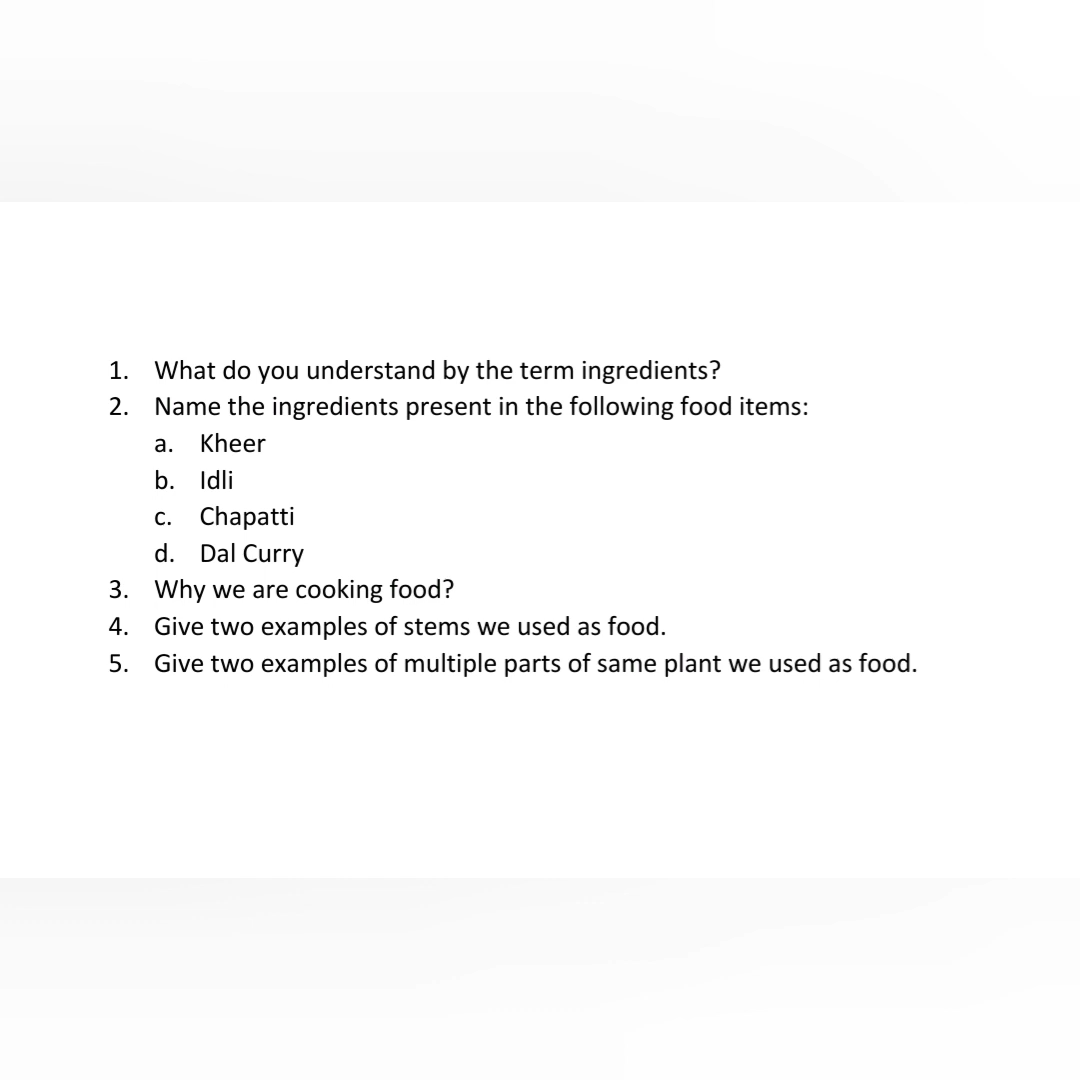 1. What do you understand by the term ingredients?
2. Name the ingredients present in the following food items:
a. Kheer
b. Idli
c. Chapatti
d. Dal Curry
3. Why we are cooking food?
4. Give two examples of stems we used as food.
5. Give two examples of multiple parts of same plant we used as food.